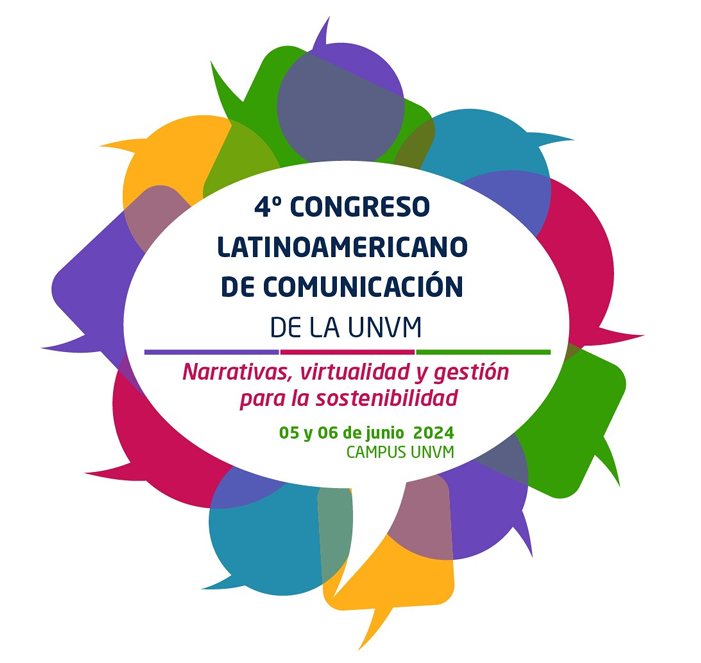 4º CONGRESO
LATINOAMERICANO
DE COMUNICACIÓN
DE LA UNVM
Narrativas, virtualidad y gestión
para la sostenibilidad
05 y 06 de junio 2024
CAMPUS UNVM